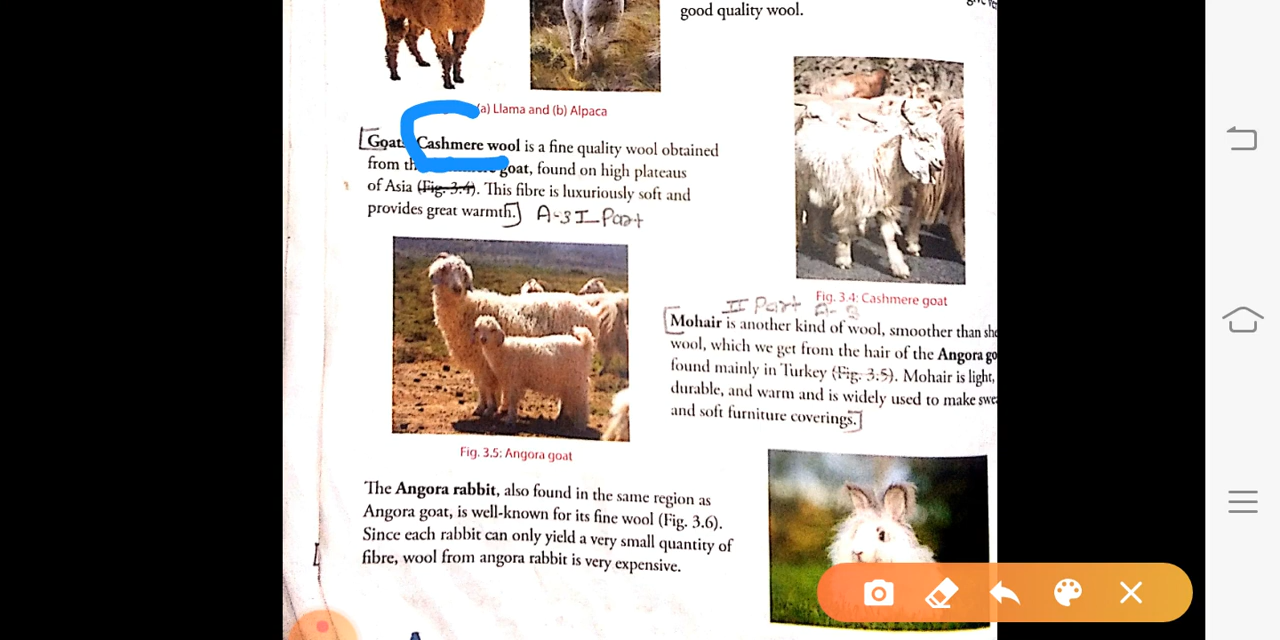 good quality wool.
(a) Llama and (b) Alpaca
Goat: Cashmere wool is a fine quality wool obtained
from goat, found on high plateaus
of Asia (Fig. 3.4). This fibre is luxuriously soft and
provides great warmth. A-3 I Part
Fig. 3.4: Cashmere goat
II Part A-3
Mohair is another kind of wool, smoother than
wool, which we get from the hair of the Angora
found mainly in Turkey (Fig. 3.5). Mohair is light,
durable, and warm and is widely used to make
and soft furniture coverings.
Fig. 3.5: Angora goat
The Angora rabbit, also found in the same region as
Angora goat, is well-known for its fine wool (Fig. 3.6).
Since each rabbit can only yield a very small quantity of
fibre, wool from angora rabbit is very expensive.